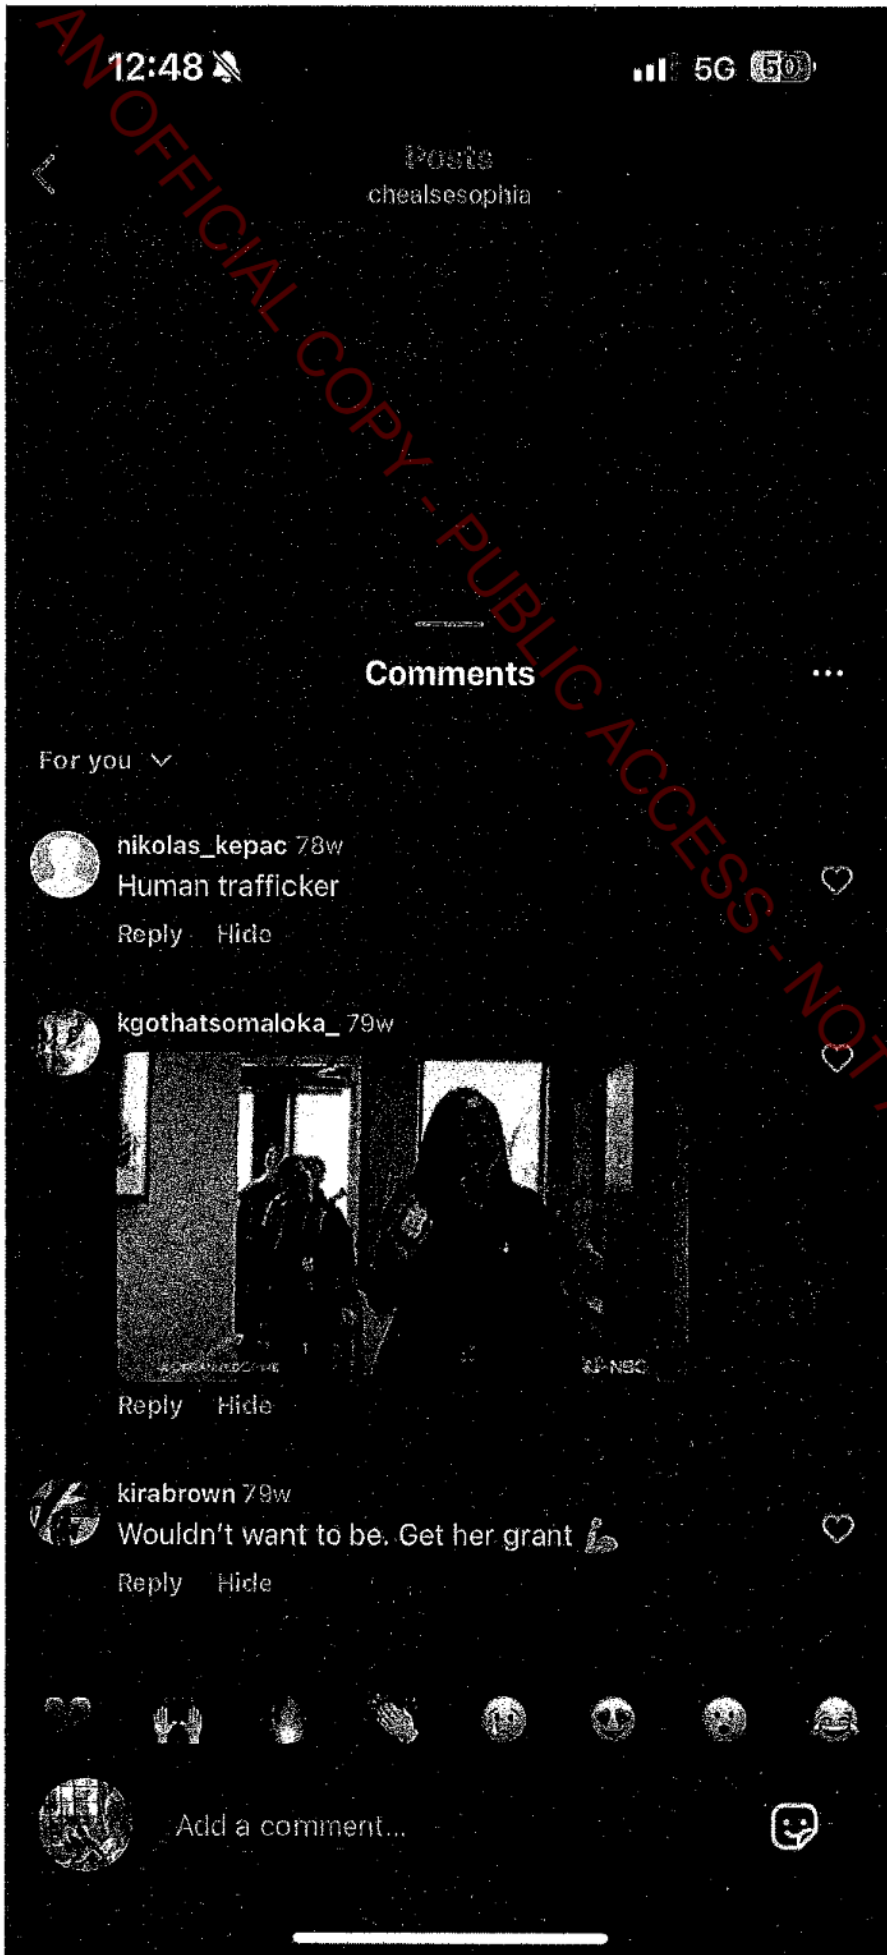 12:48
5G 50
Posts
chealsesophia
Comments
For you
nikolas_kepac 78w
Human trafficker
Reply Hide
kgothatsomaloka_ 79w
NBC
Reply Hide
kirabrown 79w
Wouldn't want to be. Get her grant 💪
Reply Hide
Add a comment...
AN OFFICIAL COPY - PUBLIC ACCESS - NOT